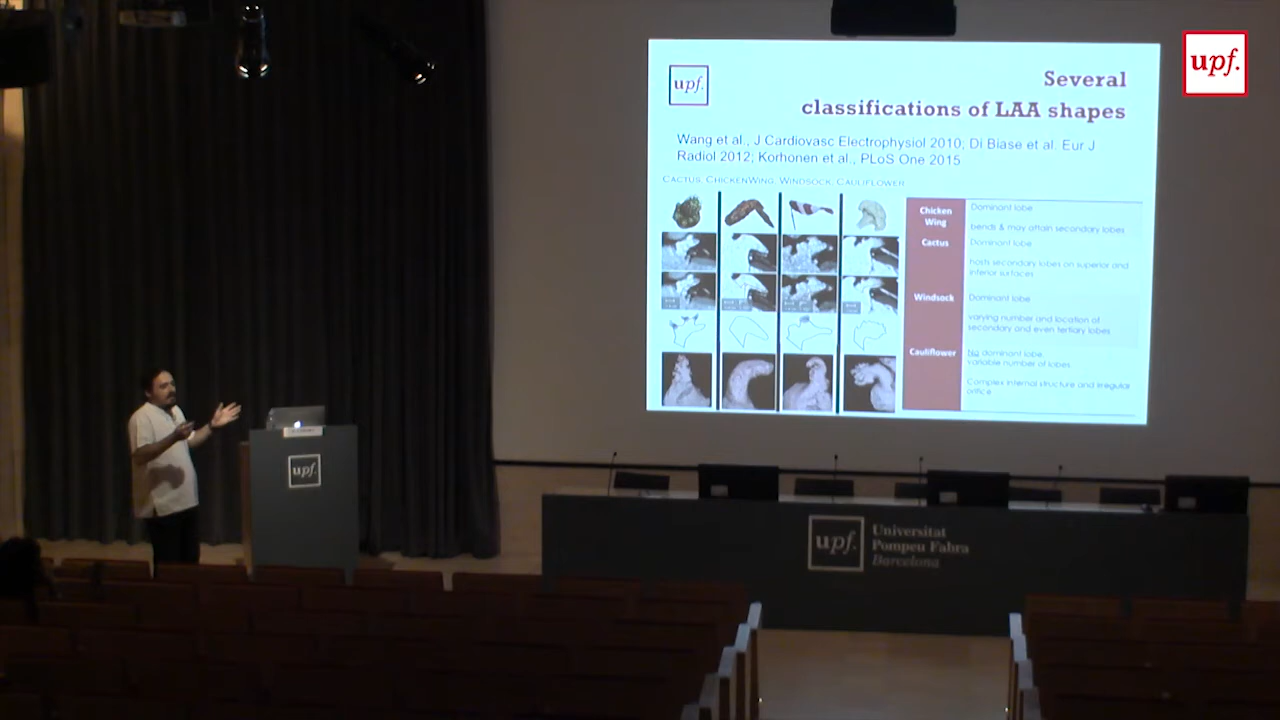 upf.
upf.
Several
classifications of LAA shapes
Wang et al., J Cardiovasc Electrophysiol 2010; Di Biase et al. Eur J
Radiol 2012; Korhonen et al., PLoS One 2015
CACTUS, CHICKENWING, WINDSOCK, CAULIFLOWER
Chicken
Wing
Dominant lobe
bends & may attain secondary lobes
Cactus
Dominant lobe
hosts secondary lobes on superior and
inferior surfaces
Windsock
Dominant lobe
varying number and location of
secondary and even tertiary lobes
Cauliflower
No dominant lobe,
variable number of lobes
Complex internal structure and irregular
orifice
upf.
upf.
Universitat
Pompeu Fabra
Barcelona